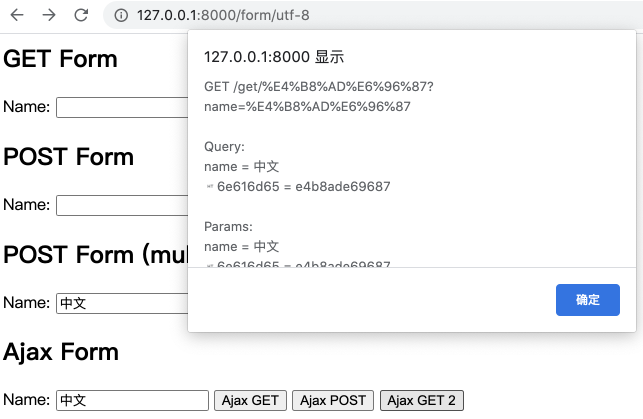 127.0.0.1:8000/form/utf-8
GET Form
Name:
POST Form
Name:
POST Form (mul
Name: 中文
Ajax Form
Name: 中文 Ajax GET Ajax POST Ajax GET 2
127.0.0.1:8000 显示
GET /get/%E4%B8%AD%E6%96%87?
name=%E4%B8%AD%E6%96%87
Query:
name = 中文
6e616d65 = e4b8ade69687
Params:
name = 中文
6e616d65 = e4b8ade69687
确定